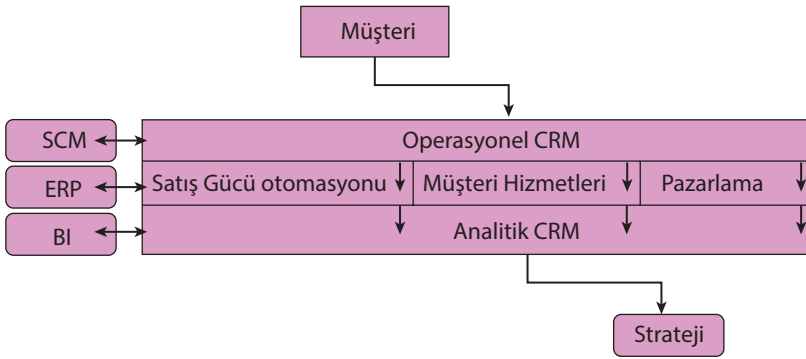 Müşteri
SCM
Operasyonel CRM
ERP
Satış Gücü otomasyonu
Müşteri Hizmetleri
Pazarlama
BI
Analitik CRM
Strateji